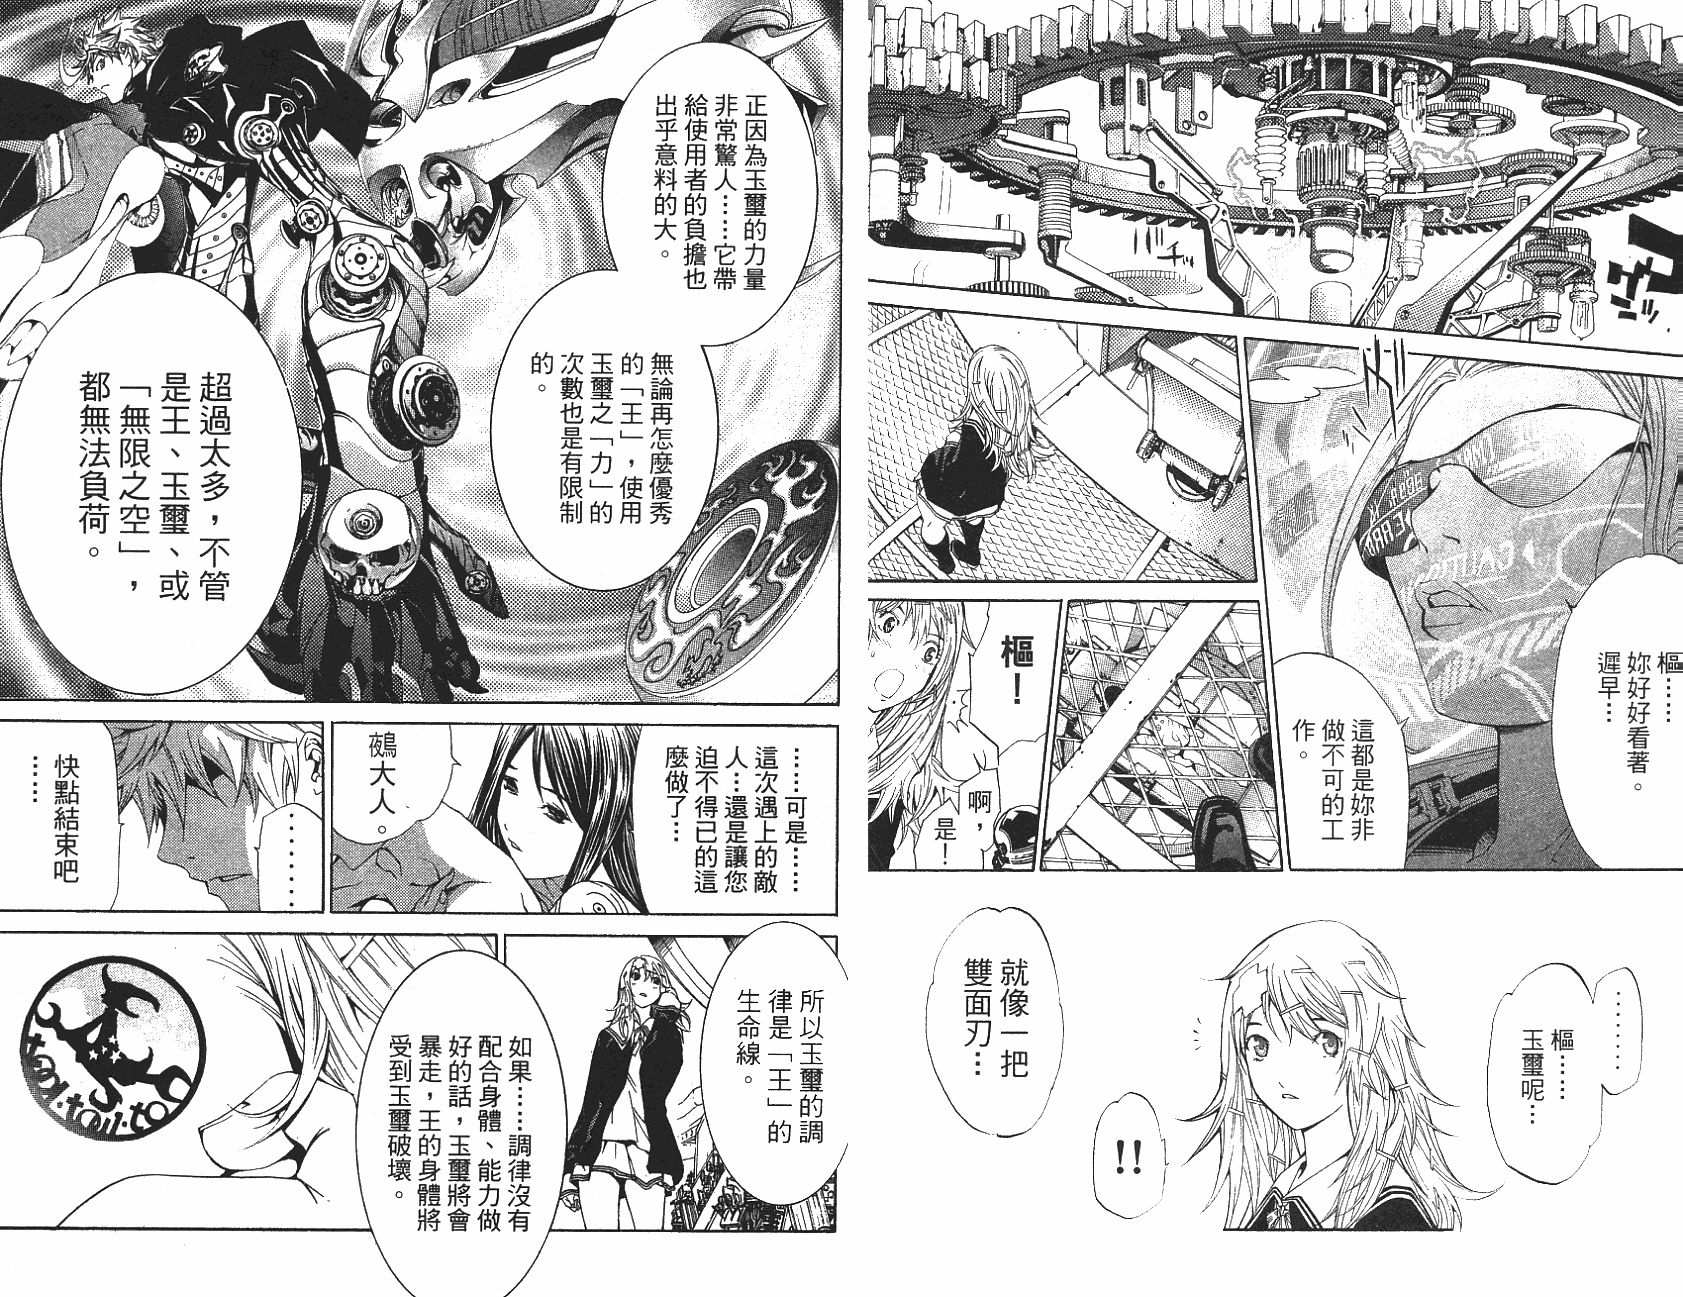 樞……
妳好好看著。
遲早…
這都是妳非
做不可的工
作。
樞！
啊，
是！
………
樞…
玉璽呢…
就像一把
雙面刃…
!!
正因為玉璽的力量
非常驚人……它帶
給使用者的負擔也
出乎意料的大。
無論再怎麼優秀
的「王」，使用
玉璽之「力」的
次數也是有限制
的。
超過太多，不管
是王、玉璽、或
「無限之空」，
都無法負荷。
……可是……
這次遇上的敵
人…還是讓您
迫不得已的這
麼做了…
鵺大人。
…………
快點結束吧
……
所以玉璽的調
律是「王」的
生命線。
如果……調律沒有
配合身體、能力做
好的話，玉璽將會
暴走，王的身體將
受到玉璽破壞。
tool.toul.to